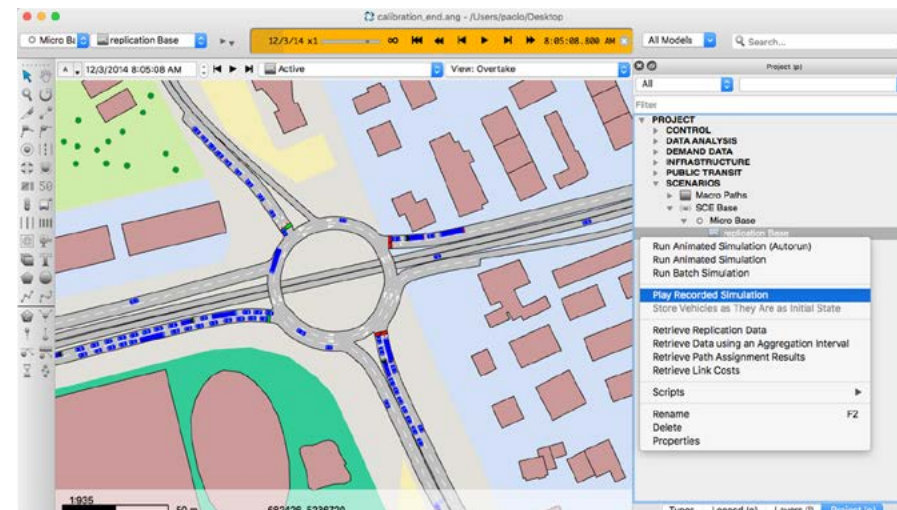 calibration_end.ang - /Users/paolo/Desktop
Micro Ba replication Base 12/3/14 x1 8:05:08.800 AM All Models Search...
A 12/3/2014 8:05:08 AM Active View: Overtake Project (p)
All
Filter
PROJECT
CONTROL
DATA ANALYSIS
DEMAND DATA
INFRASTRUCTURE
PUBLIC TRANSIT
SCENARIOS
Macro Paths
SCE Base
Micro Base
replication Base
Run Animated Simulation (Autorun)
Run Animated Simulation
Run Batch Simulation
Play Recorded Simulation
Store Vehicles as They Are as Initial State
Retrieve Replication Data
Retrieve Data using an Aggregation Interval
Retrieve Path Assignment Results
Retrieve Link Costs
Scripts
Rename F2
Delete
Properties
50
1:935
50 m 682426, 5236720
Types Legend (g) Layers (l) Project (p)